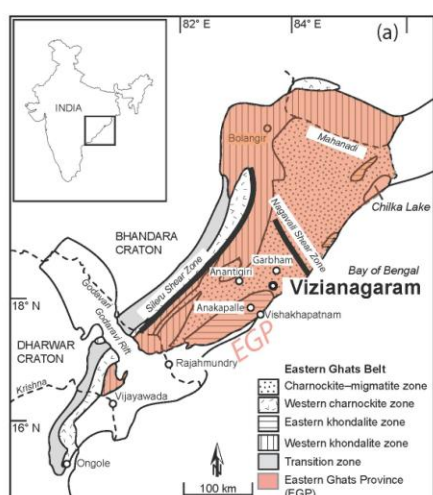 82° E
84° E
(a)
INDIA
Bolangir
Mahanadi
Chilka Lake
BHANDARA
CRATON
Sileru Shear Zone
Nagavali Shear Zone
Bay of Bengal
Garbham
Anantigiri
Vizianagaram
18° N
Godavari
Godaravi Rift
Anakapalle
Vishakhapatnam
EGP
DHARWAR
CRATON
Rajahmundry
Krishna
Vijayawada
16° N
Ongole
100 km
Eastern Ghats Belt
Charnockite–migmatite zone
Western charnockite zone
Eastern khondalite zone
Western khondalite zone
Transition zone
Eastern Ghats Province
(EGP)